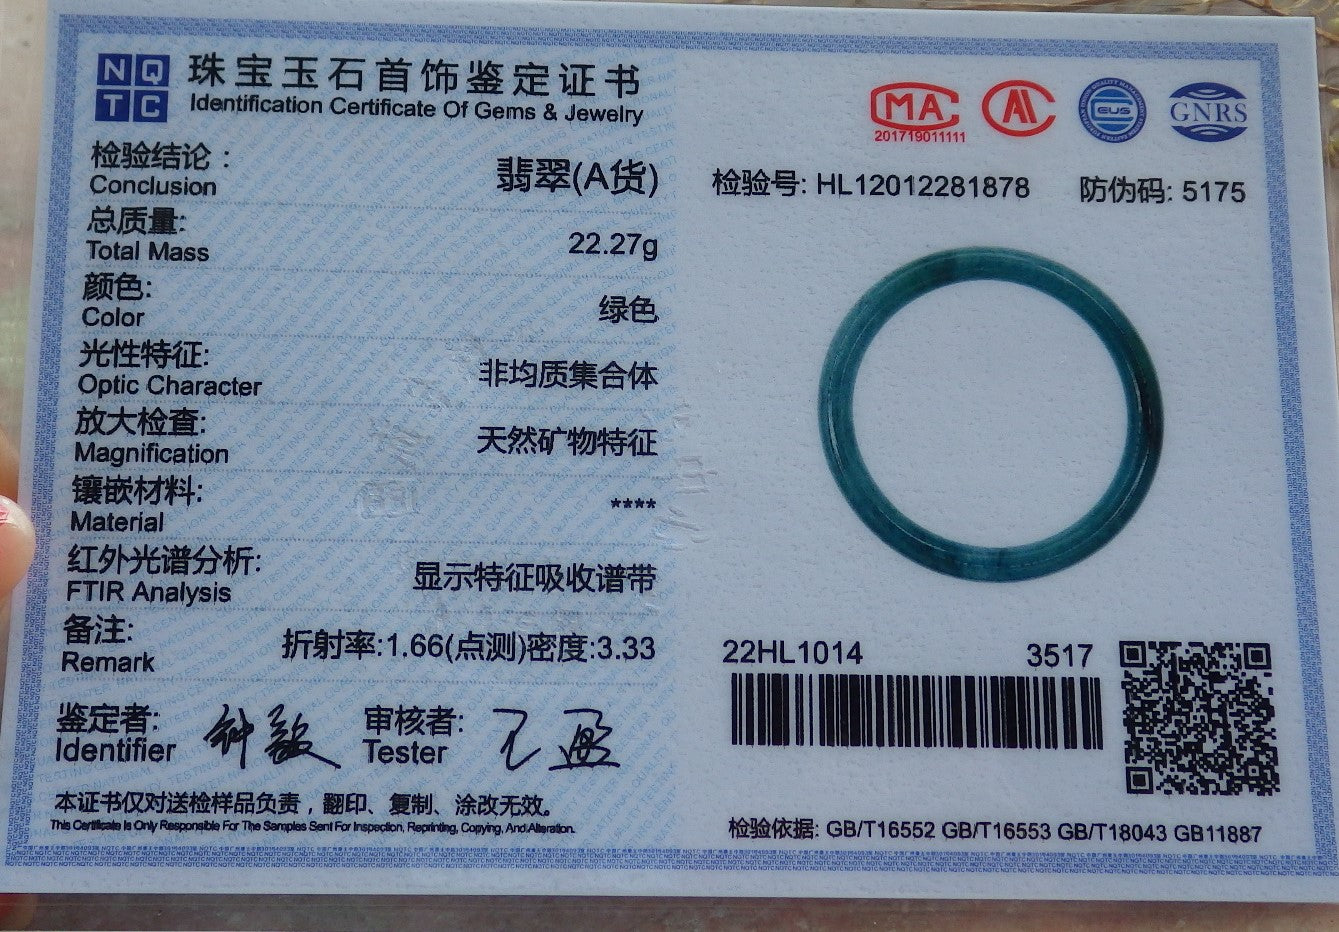 NQTC
珠宝玉石首饰鉴定证书
Identification Certificate Of Gems & Jewelry
检验结论：
Conclusion
翡翠(A货)
总质量:
Total Mass
22.27g
颜色:
Color
绿色
光性特征:
Optic Character
非均质集合体
放大检查:
Magnification
天然矿物特征
镶嵌材料:
Material
****
红外光谱分析:
FTIR Analysis
显示特征吸收谱带
备注:
Remark
折射率:1.66(点测)密度:3.33
鉴定者:
Identifier
审核者:
Tester
王盈
本证书仅对送检样品负责，翻印、复制、涂改无效。
This Certificate Is Only Responsible For The Samples Sent For Inspection, Reprinting, Copying, And Alteration.
MA
201719011111
GNRS
检验号: HL12012281878
防伪码: 5175
22HL1014
3517
检验依据: GB/T16552 GB/T16553 GB/T18043 GB11887